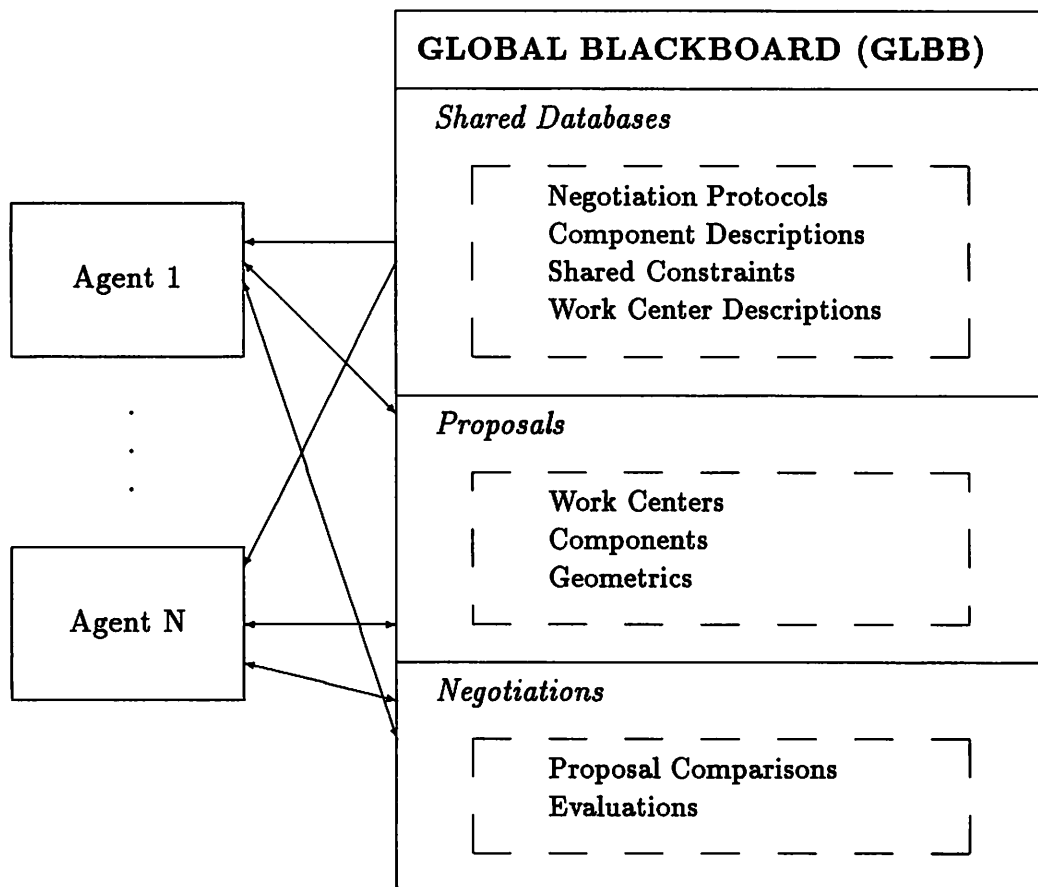 GLOBAL BLACKBOARD (GLBB)
Shared Databases
Negotiation Protocols
Component Descriptions
Shared Constraints
Work Center Descriptions
Agent 1
Proposals
Work Centers
Components
Geometrics
Agent N
Negotiations
Proposal Comparisons
Evaluations